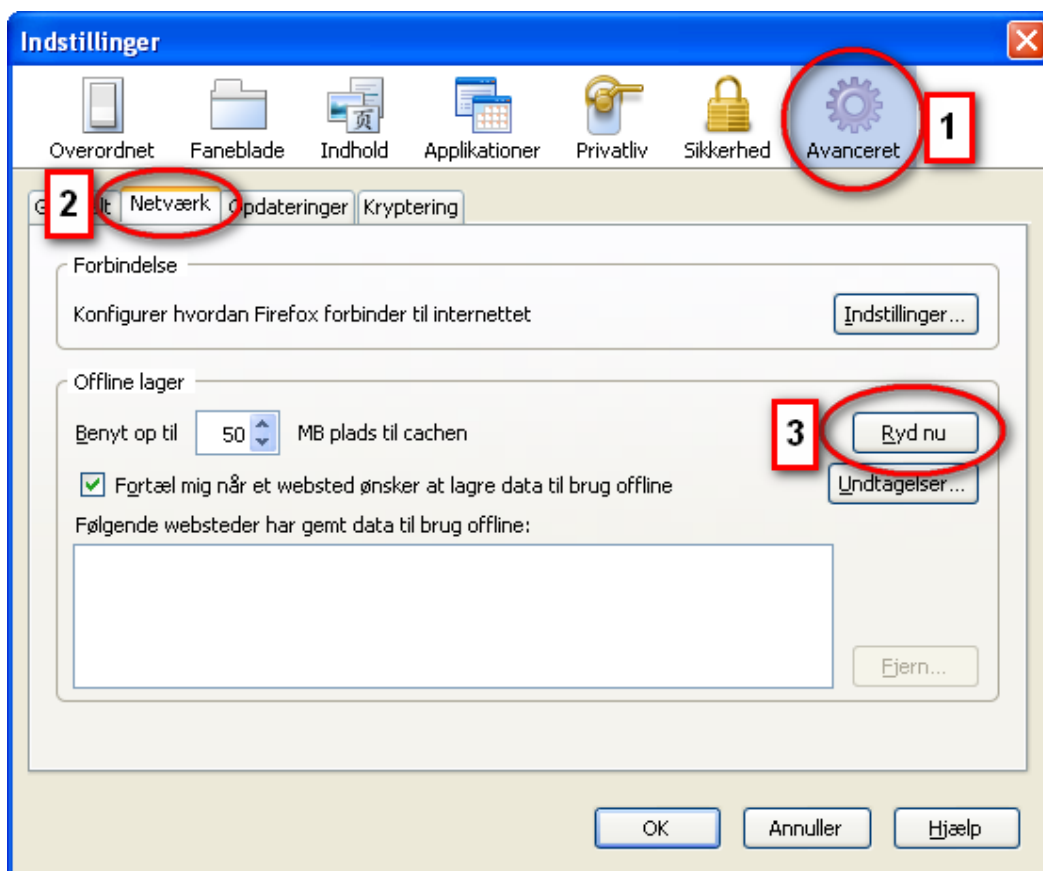 Indstillinger
Overordnet Faneblade Indhold Applikationer Privatliv Sikkerhed Avanceret 1
2 Netværk Opdateringer Kryptering
Forbindelse
Konfigurer hvordan Firefox forbinder til internettet Indstillinger...
Offline lager
Benyt op til 50 MB plads til cachen 3 Ryd nu
Fortæl mig når et websted ønsker at lagre data til brug offline Undtagelser...
Følgende websteder har gemt data til brug offline:
Fjern...
OK Annuller Hjælp